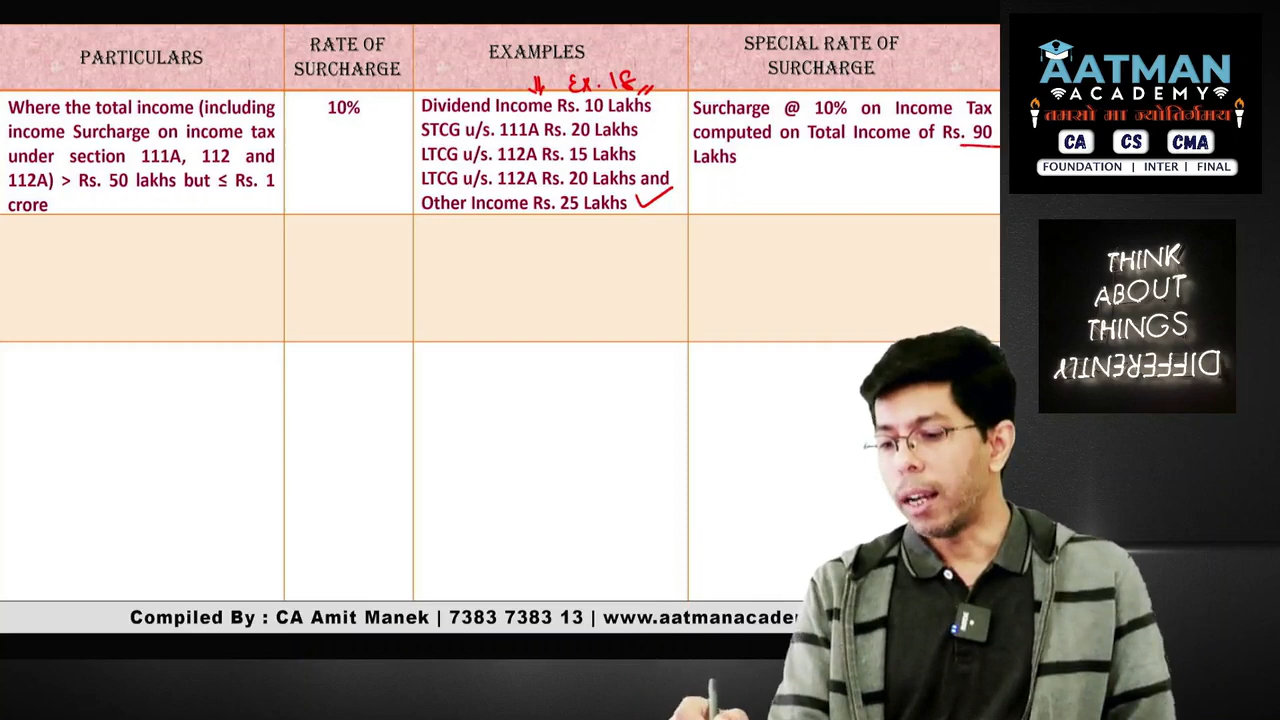 PARTICULARS
RATE OF
SURCHARGE
EXAMPLES
SPECIAL RATE OF
SURCHARGE
Ex. 18
Where the total income (including
income Surcharge on income tax
under section 111A, 112 and
112A) > Rs. 50 lakhs but ≤ Rs. 1
crore
10%
Dividend Income Rs. 10 Lakhs
STCG u/s. 111A Rs. 20 Lakhs
LTCG u/s. 112A Rs. 15 Lakhs
LTCG u/s. 112A Rs. 20 Lakhs and
Other Income Rs. 25 Lakhs
Surcharge @ 10% on Income Tax
computed on Total Income of Rs. 90
Lakhs
AATMAN
ACADEMY
तमसो मा ज्योतिर्गमय
CA CS CMA
FOUNDATION | INTER | FINAL
THINK
ABOUT
THINGS
DIFFERENTLY
Compiled By : CA Amit Manek | 7383 7383 13 | www.aatmanacade